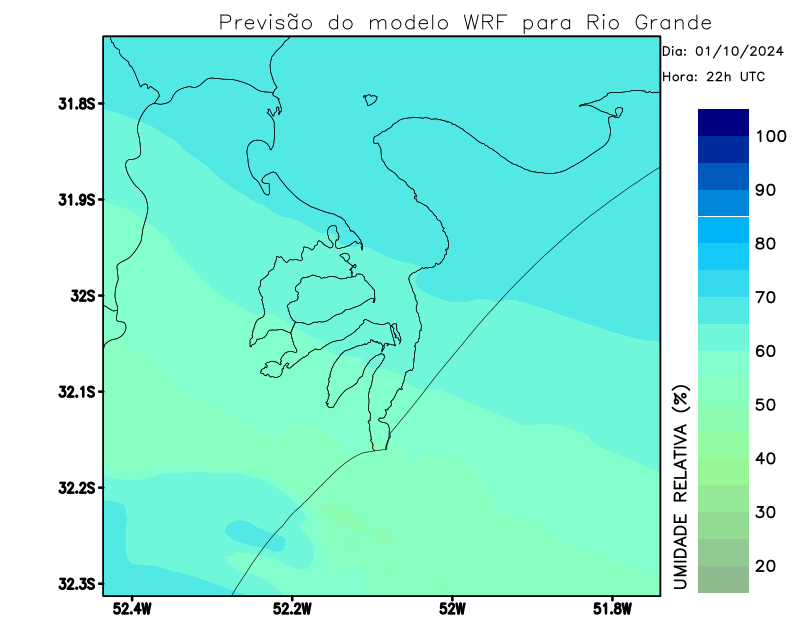 Previsão do modelo WRF para Rio Grande
Dia: 01/10/2024
Hora: 22h UTC
31.8S
31.9S
32S
32.1S
32.2S
32.3S
52.4W
52.2W
52W
51.8W
100
90
80
70
60
50
40
30
20
UMIDADE RELATIVA (%)